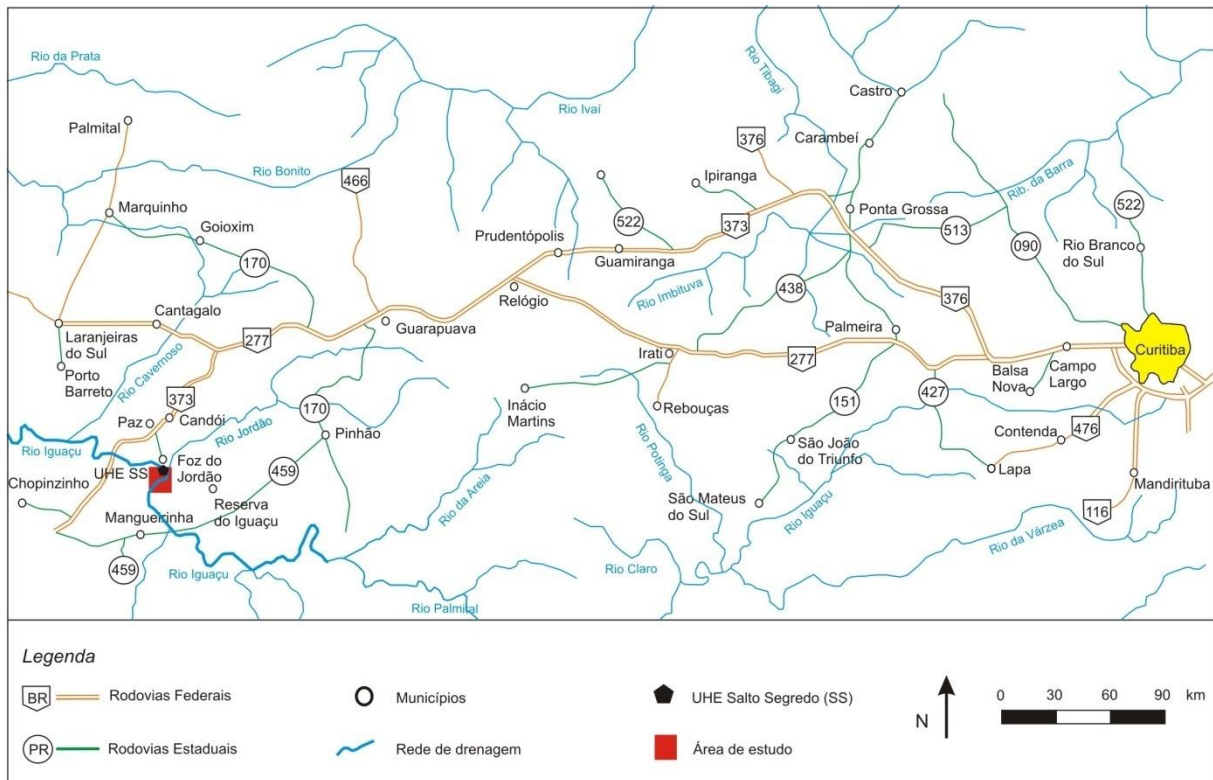 Rio da Prata
Palmital
Rio Bonito
466
Rio Ivaí
Rio Tibagi
Castro
Carambeí
376
Ipiranga
Rib. da Barra
522
Marquinho
Goioxim
170
Prudentópolis
522
Guamiranga
373
Ponta Grossa
513
090
Rio Branco
do Sul
Rio Imbituva
438
376
Relógio
Cantagalo
277
Guarapuava
Laranjeiras
do Sul
Porto
Barreto
Rio Cavernoso
Irati
277
Palmeira
Balsa
Nova
Campo
Largo
Curitiba
373
Paz
Candói
Rio Jordão
170
Pinhão
Inácio
Martins
Rebouças
151
427
Contenda
476
Rio Iguaçu
UHE SS
Foz do
Jordão
459
Chopinzinho
Reserva
do Iguaçu
Mangueirinha
Rio da Areia
Rio Potinga
São João
do Triunfo
Lapa
Mandirituba
São Mateus
do Sul
Rio Iguaçu
116
Rio da Várzea
459
Rio Iguaçu
Rio Claro
Rio Palmital
Legenda
BR
Rodovias Federais
Municípios
UHE Salto Segredo (SS)
PR
Rodovias Estaduais
Rede de drenagem
Área de estudo
N
0 30 60 90 km